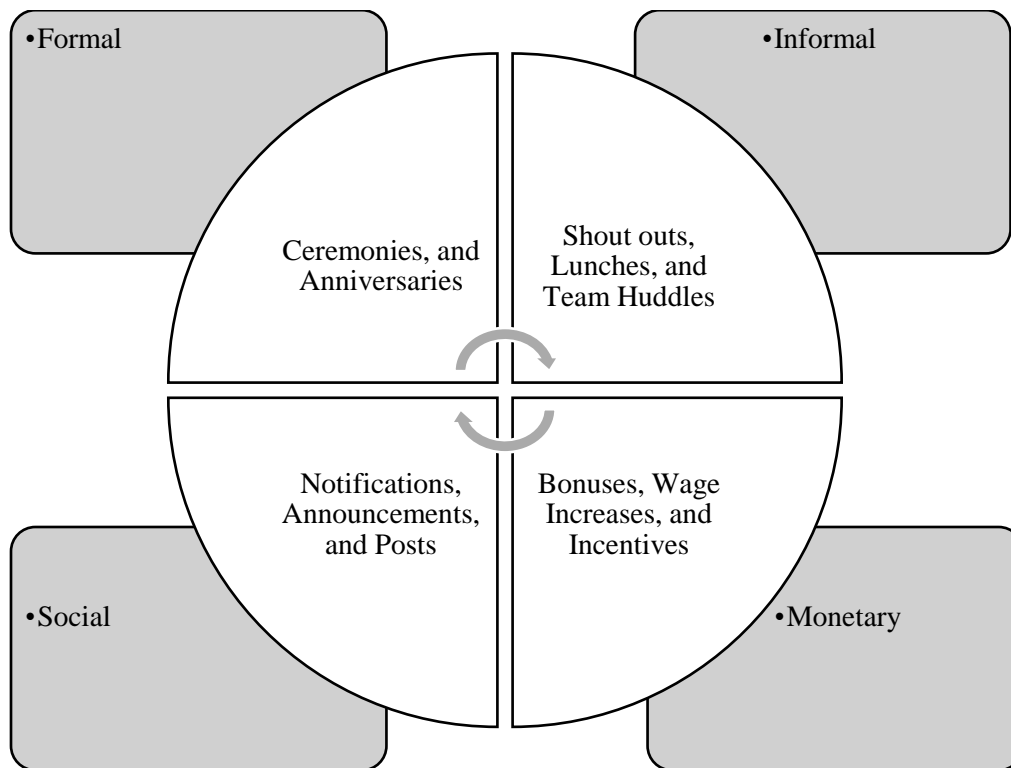 •Formal
•Informal
Ceremonies, and
Anniversaries
Shout outs,
Lunches, and
Team Huddles
Notifications,
Announcements,
and Posts
Bonuses, Wage
Increases, and
Incentives
•Social
•Monetary